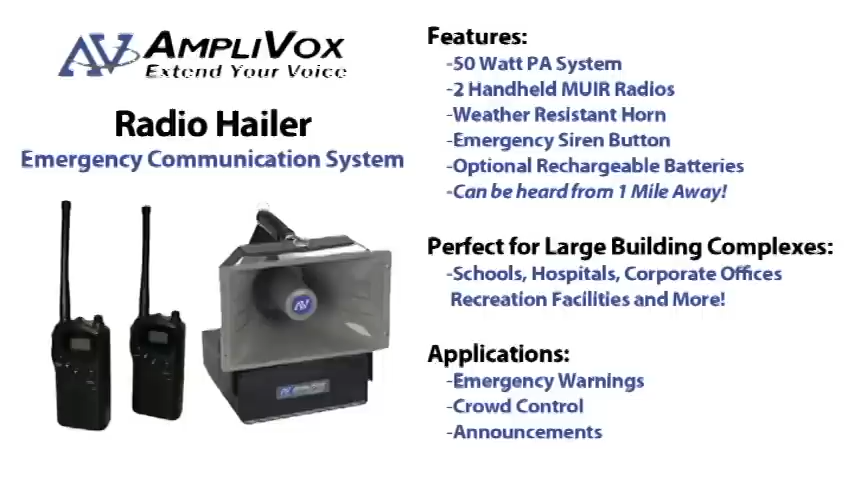 AMPLIVOX
Extend Your Voice
Radio Hailer
Emergency Communication System
AV
AMPLIVOX
Features:
-50 Watt PA System
-2 Handheld MUIR Radios
-Weather Resistant Horn
-Emergency Siren Button
-Optional Rechargeable Batteries
-Can be heard from 1 Mile Away!
Perfect for Large Building Complexes:
-Schools, Hospitals, Corporate Offices
Recreation Facilities and More!
Applications:
-Emergency Warnings
-Crowd Control
-Announcements